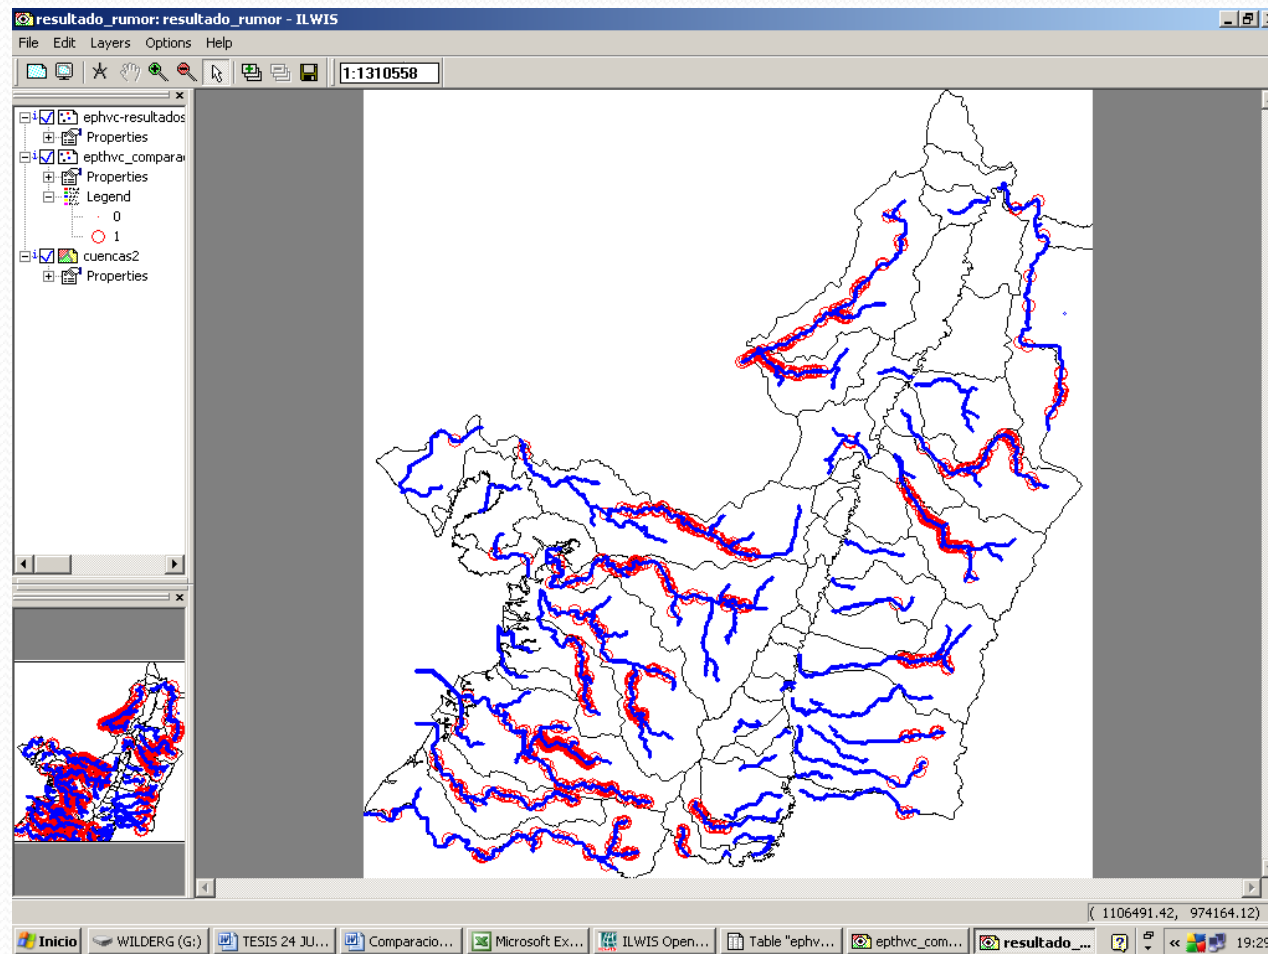 resultado_rumor: resultado_rumor - ILWIS
File Edit Layers Options Help
1:1310558
ephvc-resultados
Properties
epthvc_compara
Properties
Legend
0
1
cuencas2
Properties
( 1106491.42, 974164.12)
Inicio WILDERG (G:) TESIS 24 JU... Comparacio... Microsoft Ex... ILWIS Open... Table "ephv... epthvc_com... resultado_... ? « 19:29